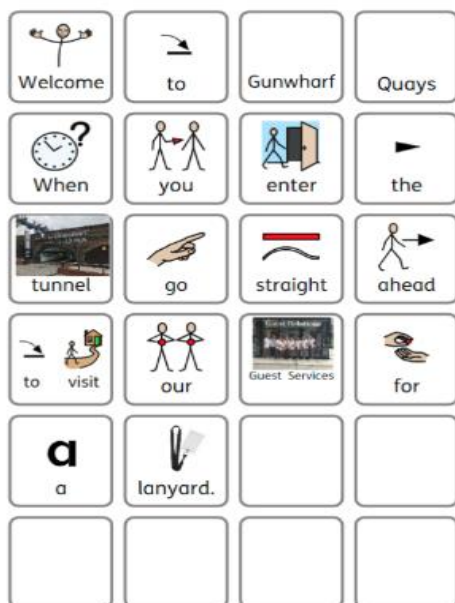 Welcome to Gunwharf Quays
When you enter the
tunnel go straight ahead
to visit our Guest Services for
a a lanyard.